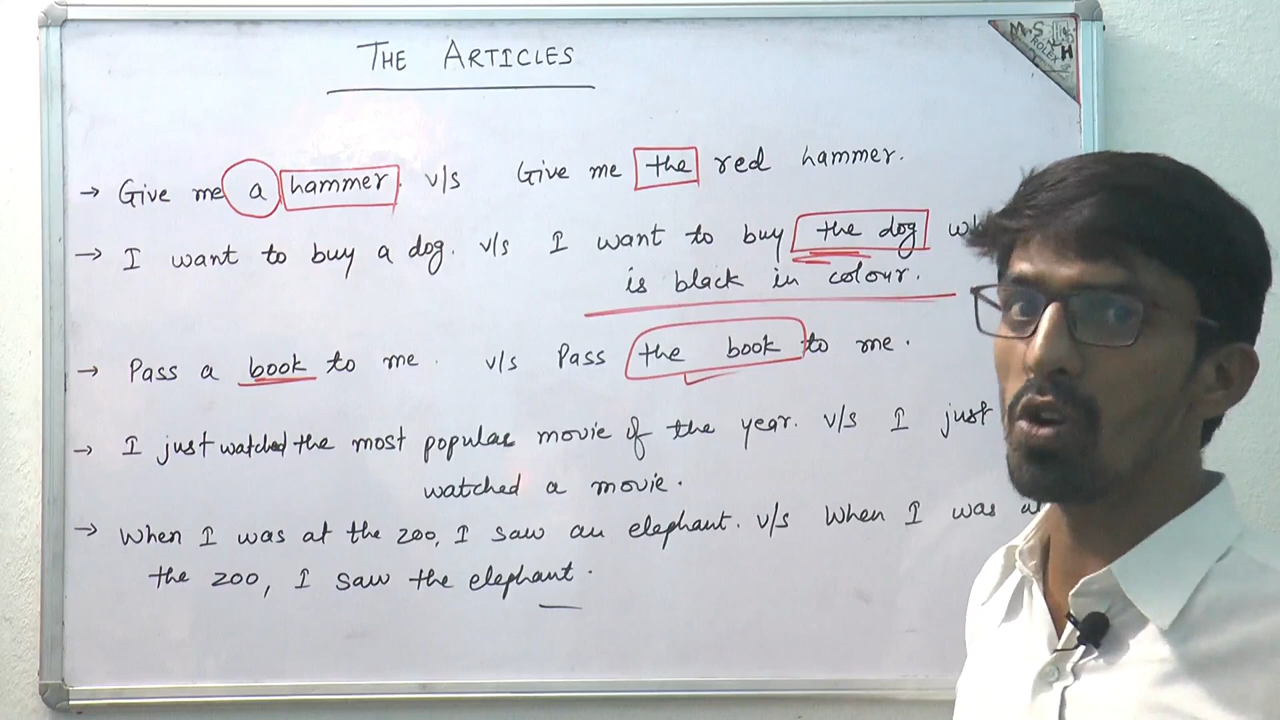 THE ARTICLES
→ Give me a hammer. v/s Give me the red hammer.
→ I want to buy a dog. v/s I want to buy the dog
is black in colour.
→ Pass a book to me. v/s Pass the book to me.
→ I just watched the most popular movie of the year. v/s I just
watched a movie.
→ When I was at the zoo, I saw an elephant. v/s When I was
the zoo, I saw the elephant.